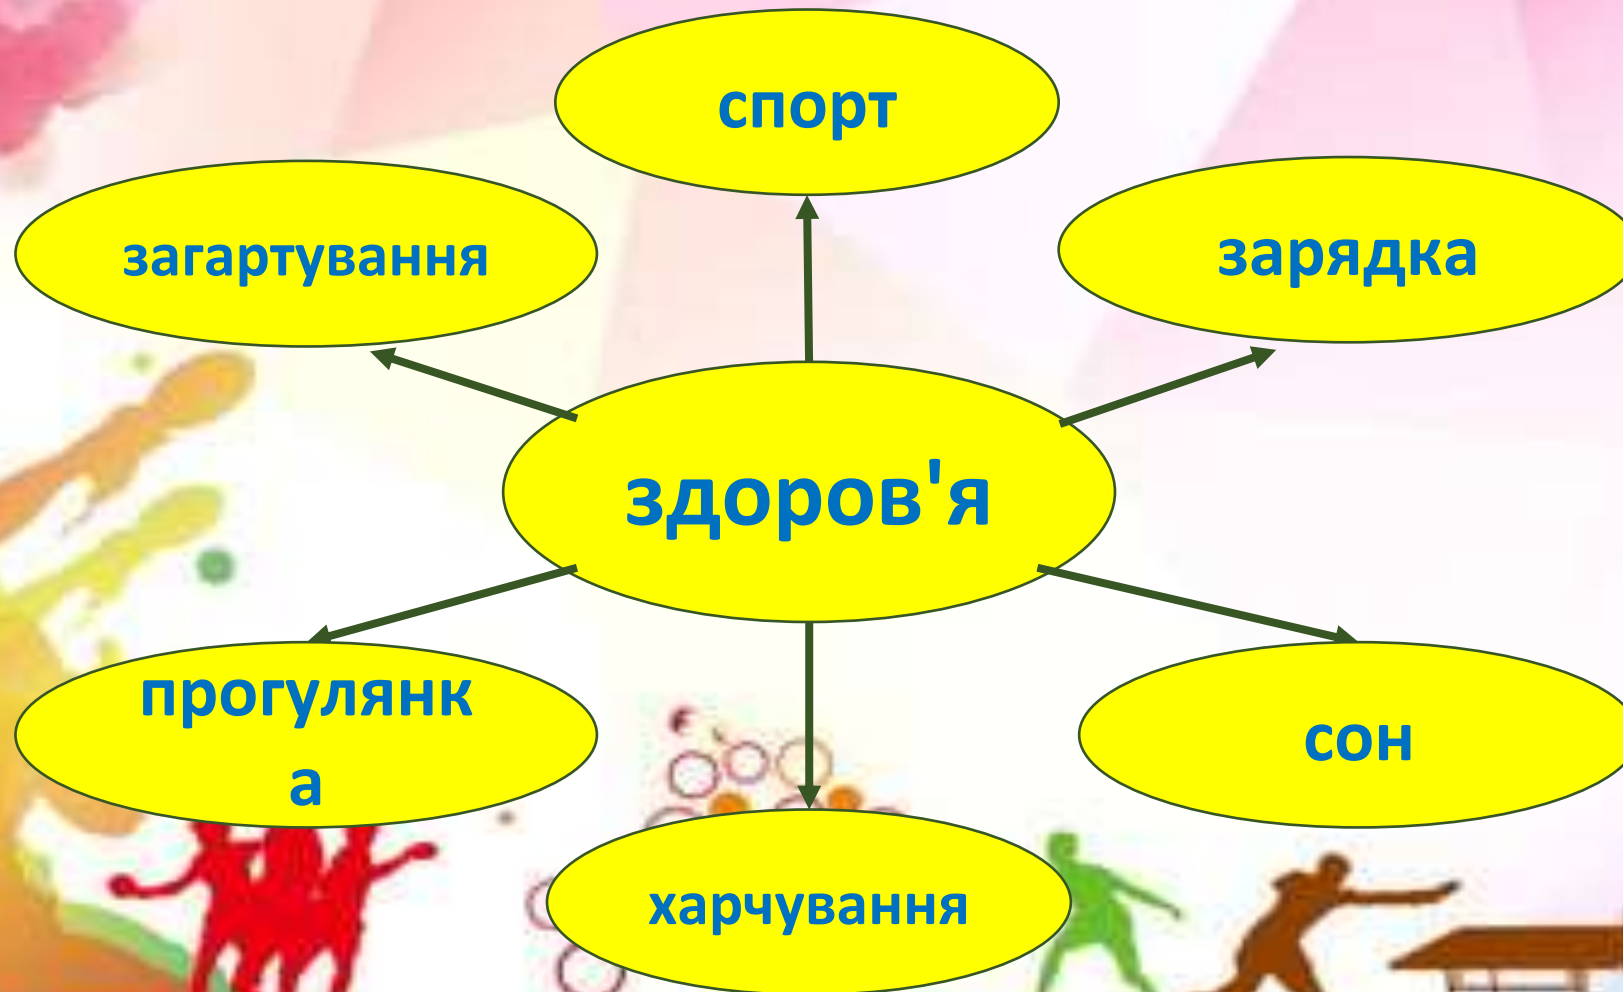 спорт
загартування
зарядка
здоров'я
прогулянк
а
сон
харчування